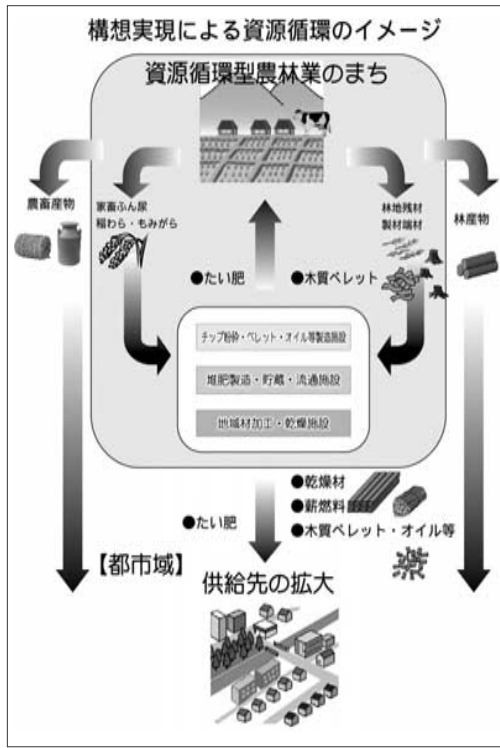 構想実現による資源循環のイメージ
資源循環型農林業のまち
農畜産物
家畜ふん尿
稲わら・もみがら
林地残材
製材端材
林産物
●たい肥
●木質ペレット
チップ粉砕・ペレット・オイル等製造施設
堆肥製造・貯蔵・流通施設
地域材加工・乾燥施設
●乾燥材
●薪燃料
●たい肥
●木質ペレット・オイル等
【都市域】
供給先の拡大